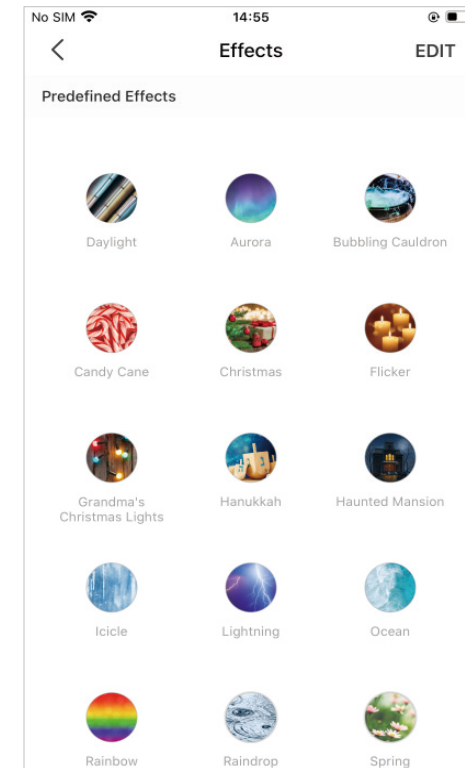 No SIM 14:55
Effects EDIT
Predefined Effects
Daylight Aurora Bubbling Cauldron
Candy Cane Christmas Flicker
Grandma's
Christmas Lights Hanukkah Haunted Mansion
Icicle Lightning Ocean
Rainbow Raindrop Spring